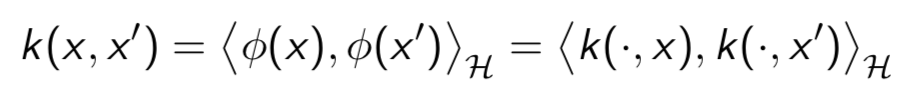 k(x, x′) = ⟨ϕ(x), ϕ(x′)⟩_ℋ = ⟨k(·, x), k(·, x′)⟩_ℋ